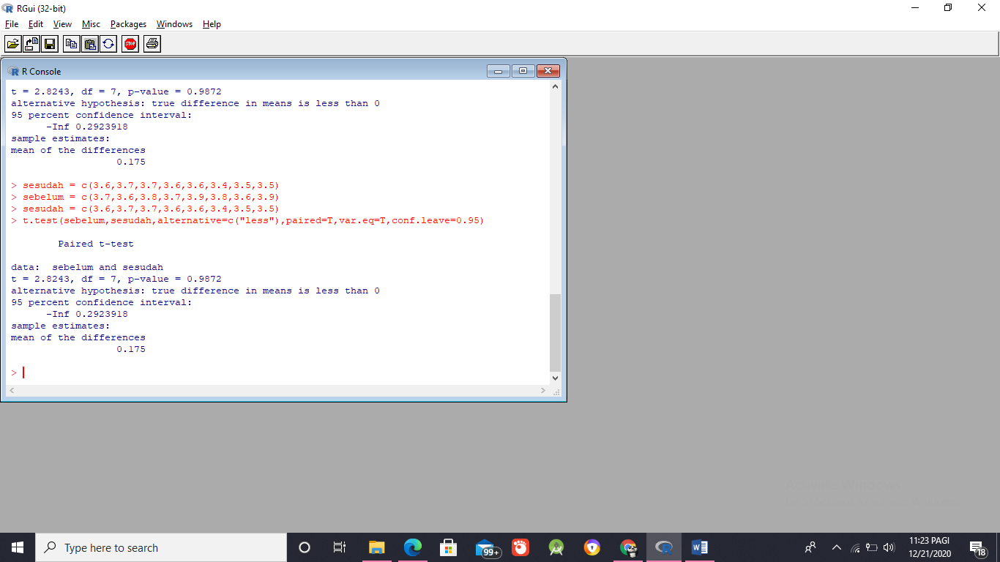 RGui (32-bit)
File Edit View Misc Packages Windows Help
STOP
R Console
t = 2.8243, df = 7, p-value = 0.9872
alternative hypothesis: true difference in means is less than 0
95 percent confidence interval:
-Inf 0.2923918
sample estimates:
mean of the differences
0.175
> sesudah = c(3.6,3.7,3.7,3.6,3.6,3.4,3.5,3.5)
> sebelum = c(3.7,3.6,3.8,3.7,3.9,3.8,3.6,3.9)
> sesudah = c(3.6,3.7,3.7,3.6,3.6,3.4,3.5,3.5)
> t.test(sebelum,sesudah,alternative=c("less"),paired=T,var.eq=T,conf.leave=0.95)
Paired t-test
data:  sebelum and sesudah
t = 2.8243, df = 7, p-value = 0.9872
alternative hypothesis: true difference in means is less than 0
95 percent confidence interval:
-Inf 0.2923918
sample estimates:
mean of the differences
0.175
>
Type here to search
99+
11:23 PAGI
12/21/2020
18